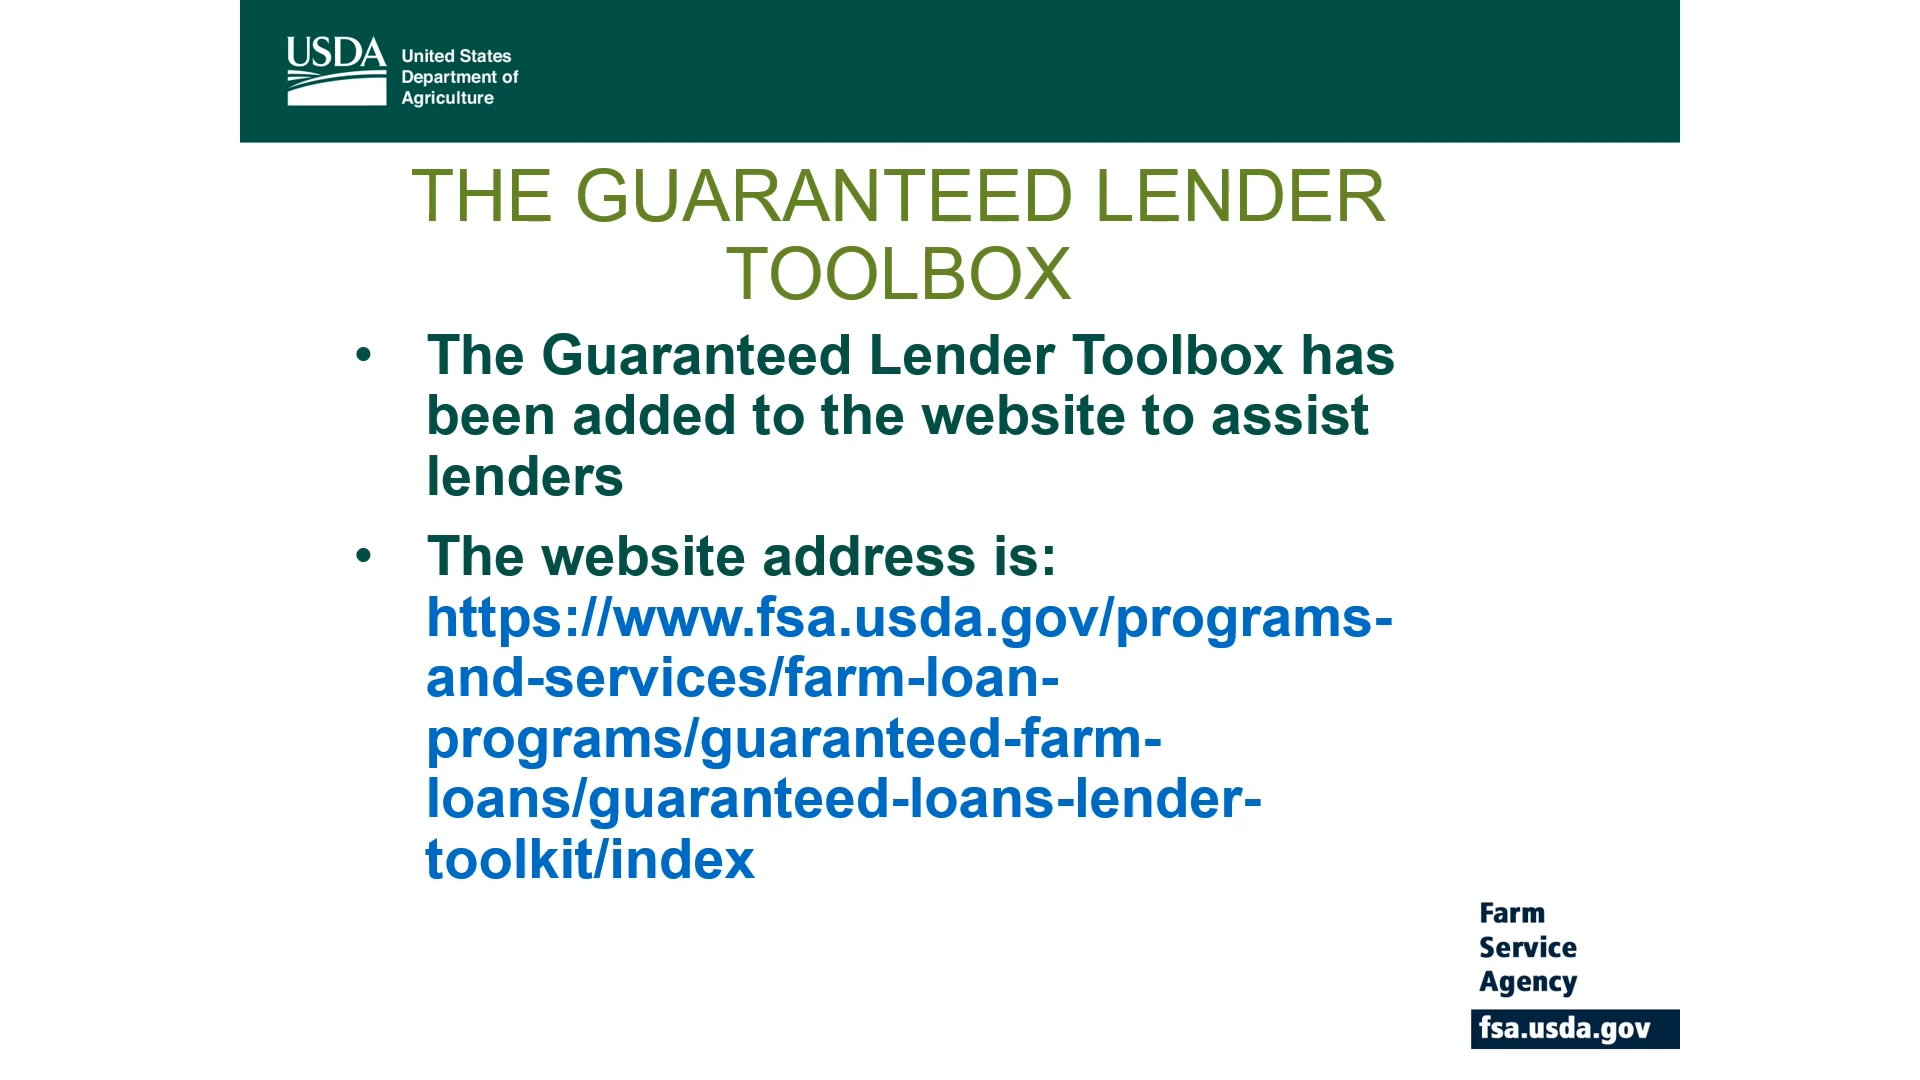 USDA
United States
Department of
Agriculture
THE GUARANTEED LENDER
TOOLBOX
• The Guaranteed Lender Toolbox has
been added to the website to assist
lenders
• The website address is:
https://www.fsa.usda.gov/programs-
and-services/farm-loan-
programs/guaranteed-farm-
loans/guaranteed-loans-lender-
toolkit/index
Farm
Service
Agency
fsa.usda.gov